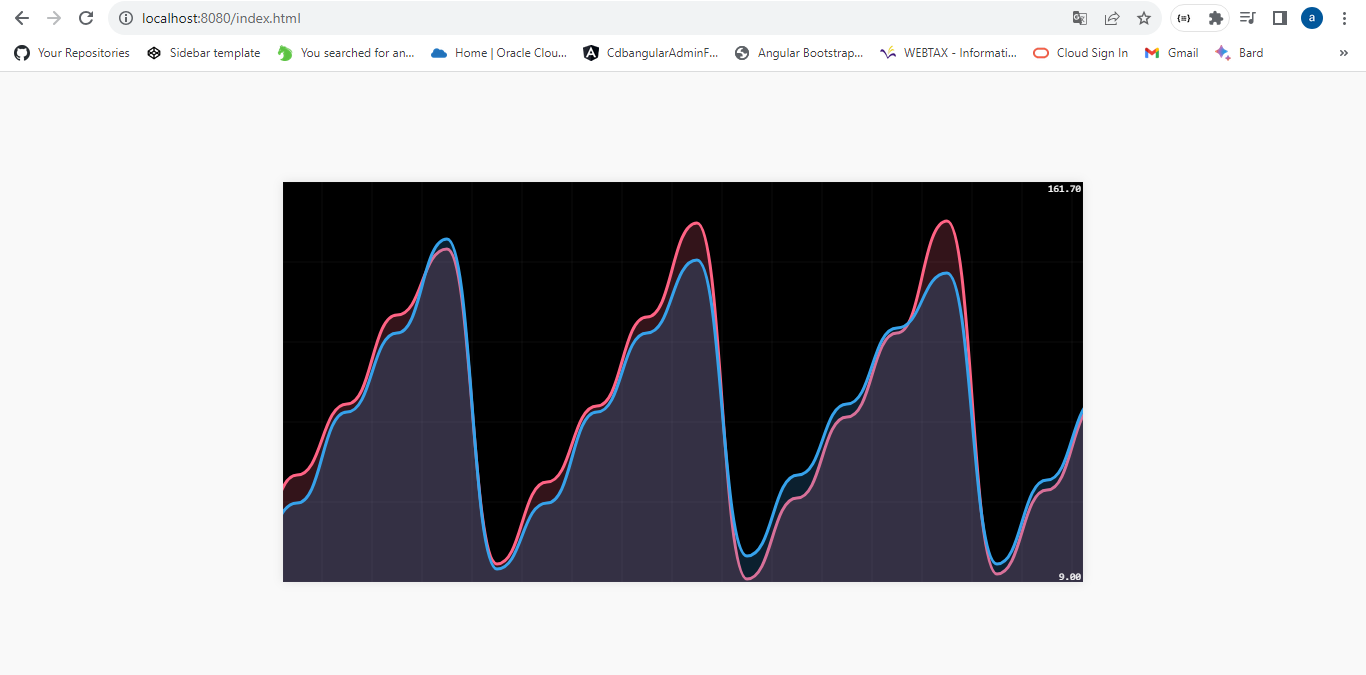 localhost:8080/index.html
a
Your Repositories Sidebar template You searched for an... Home | Oracle Clou... CdbangularAdminF... Angular Bootstrap... WEBTAX - Informati... Cloud Sign In Gmail Bard »
161.70
9.00